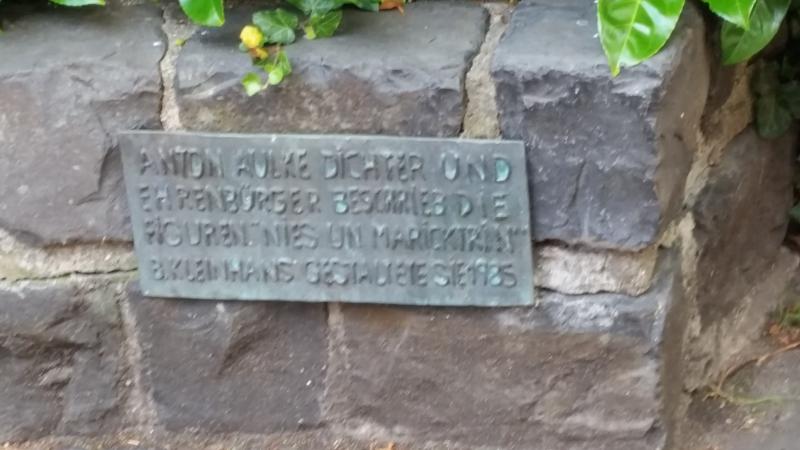 ANTON AULKE DICHTER UND
EHRENBÜRGER BESCHRIEB DIE
FIGUREN "NIES UN MARICKTRIN"
B. KLEINHANS GESTALTETE SIE 1985